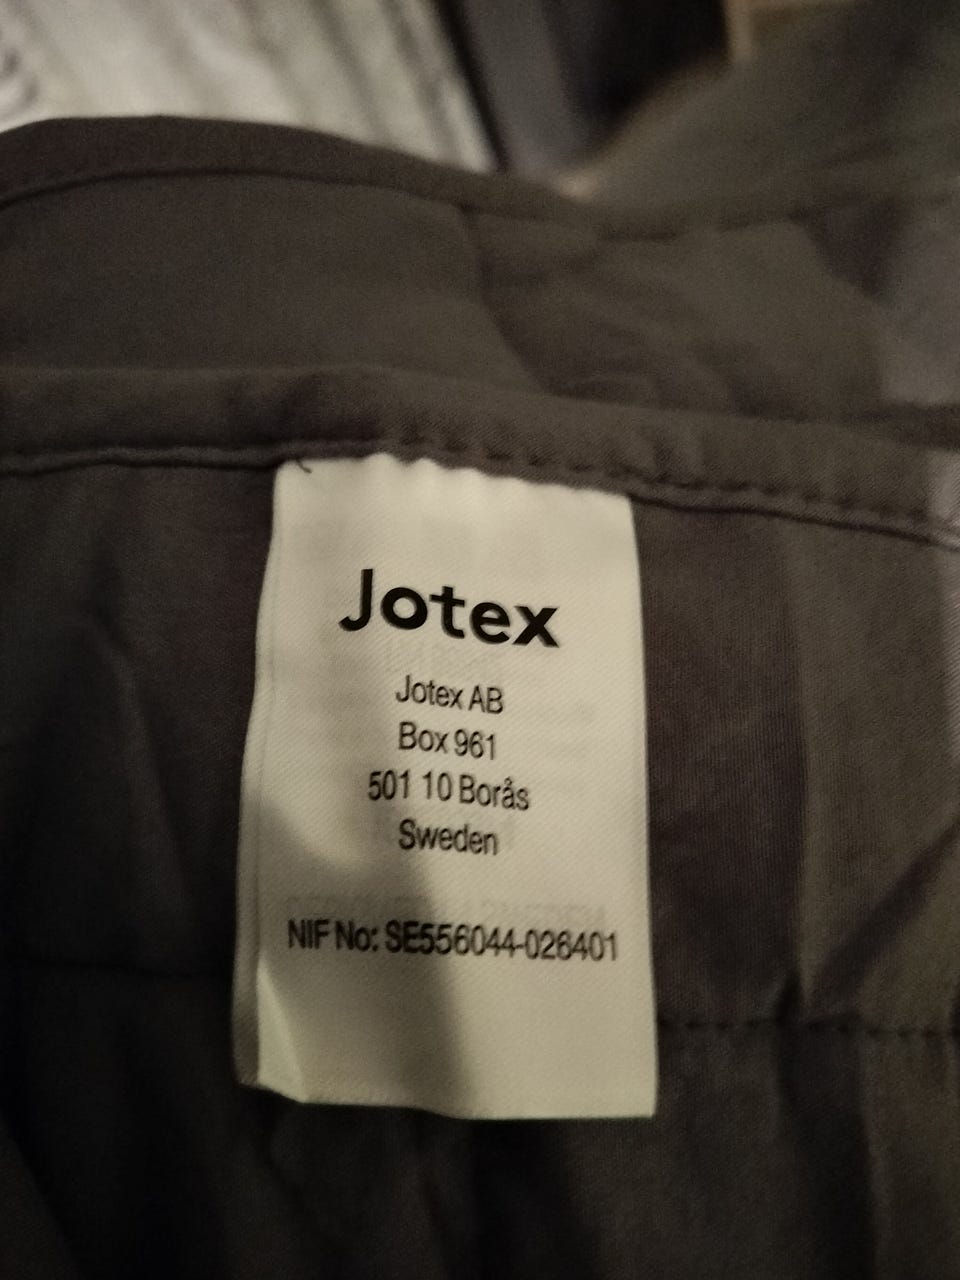 Jotex
Jotex AB
Box 961
501 10 Borås
Sweden
NIF No: SE556044-026401